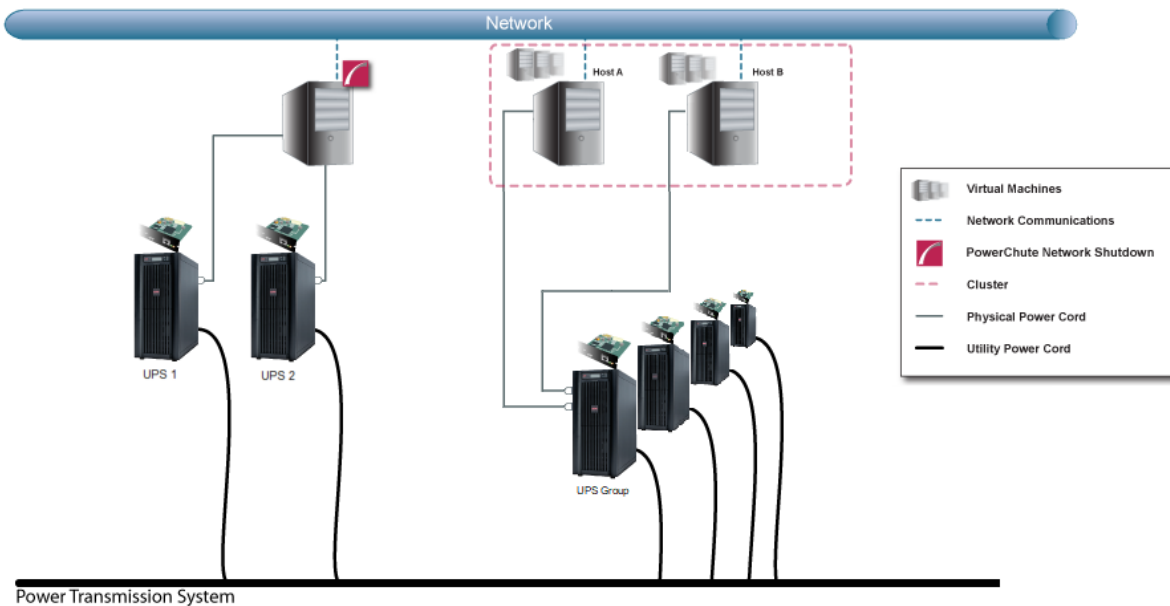 Network
Host A
Host B
Virtual Machines
Network Communications
PowerChute Network Shutdown
Cluster
Physical Power Cord
Utility Power Cord
UPS 1
UPS 2
UPS Group
Power Transmission System